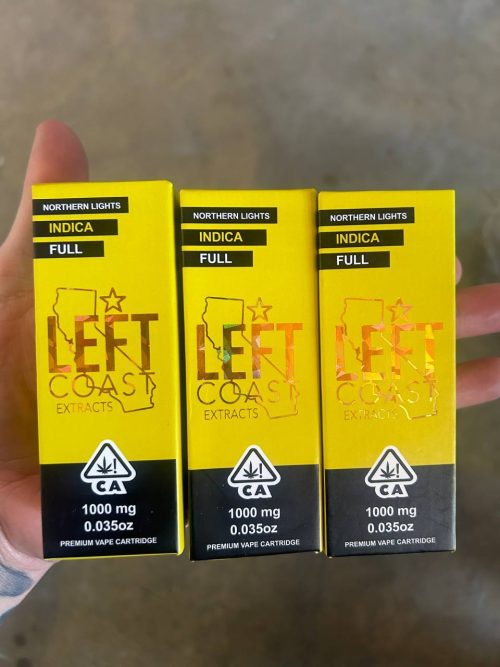 NORTHERN LIGHTS
INDICA
FULL
LEFT
COAST
EXTRACTS
CA
1000 mg
0.035oz
PREMIUM VAPE CARTRIDGE
NORTHERN LIGHTS
INDICA
FULL
LEFT
COAST
EXTRACTS
CA
1000 mg
0.035oz
PREMIUM VAPE CARTRIDGE
NORTHERN LIGHTS
INDICA
FULL
LEFT
COAST
EXTRACTS
CA
1000 mg
0.035oz
PREMIUM VAPE CARTRIDGE